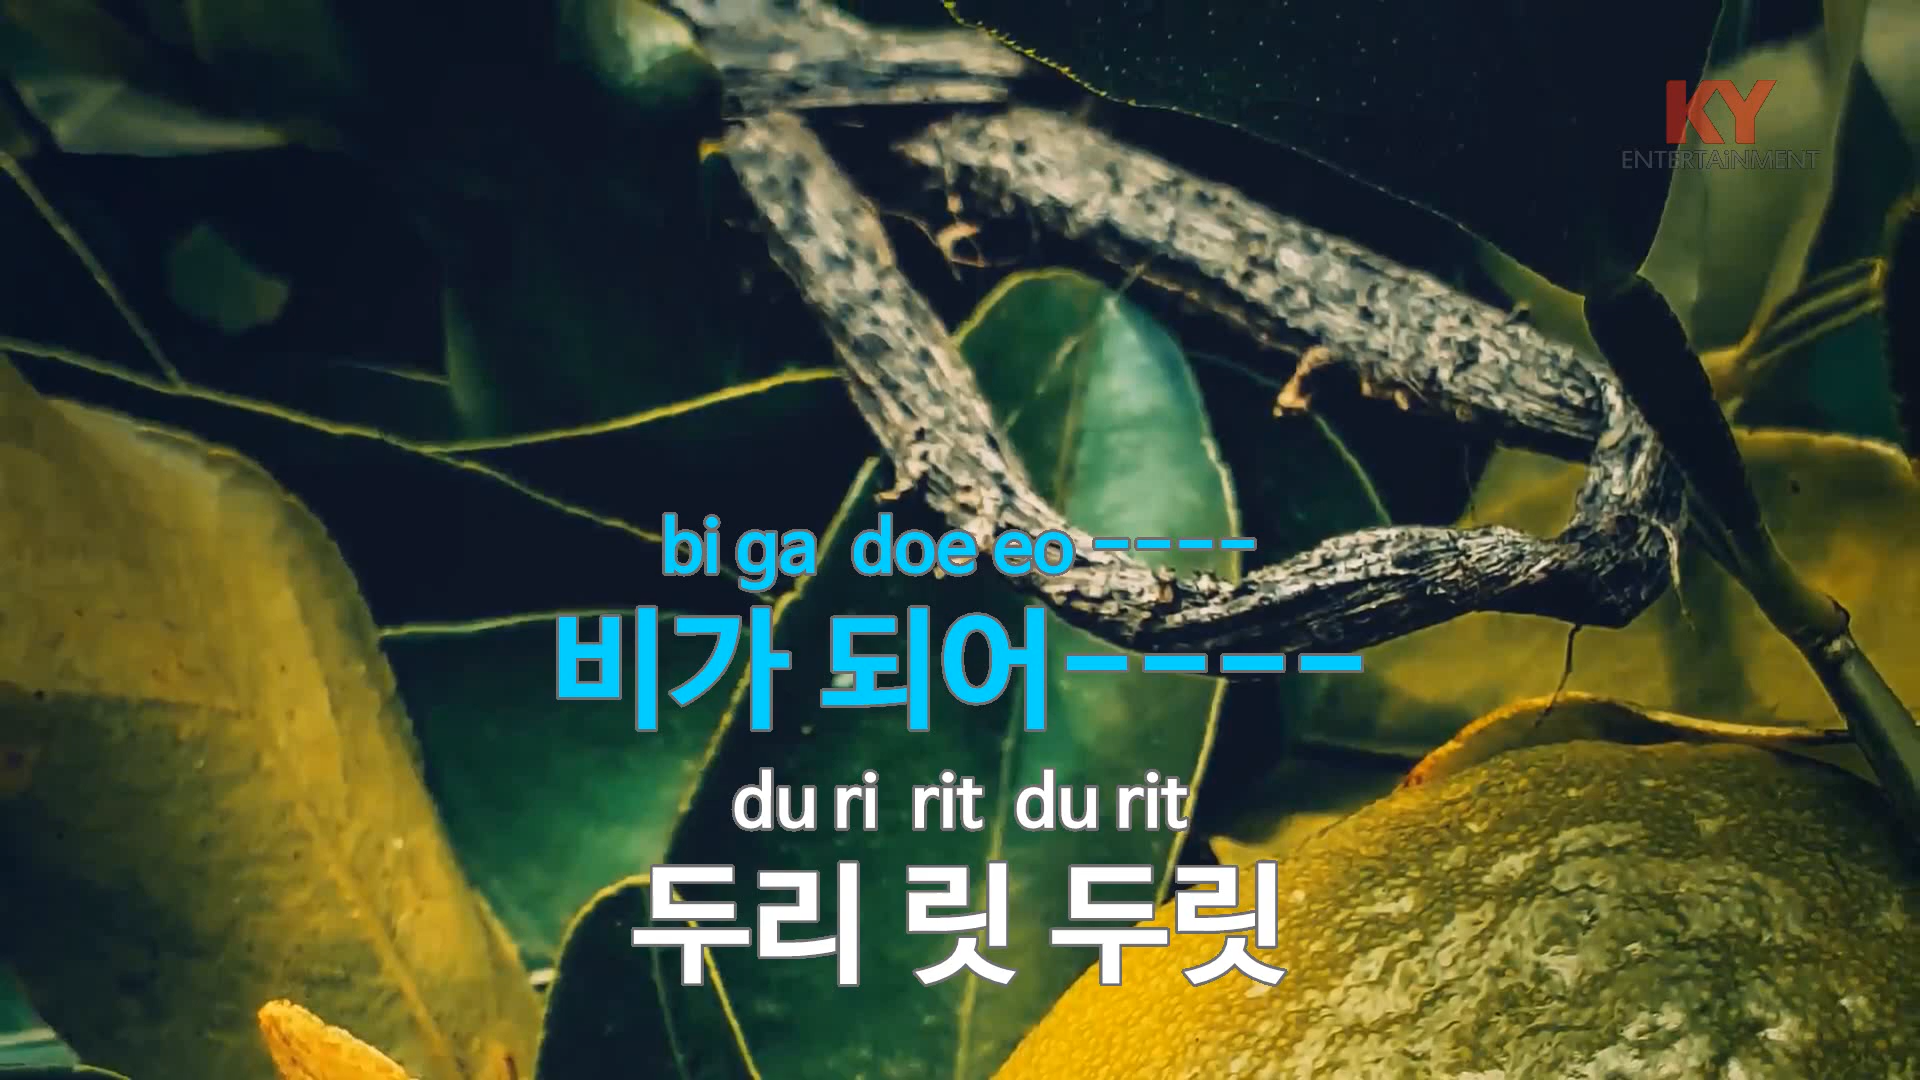 KY
ENTERTAiNMENT
bi ga doe eo ----
비가 되어----
du ri rit du rit
두리 릿 두릿